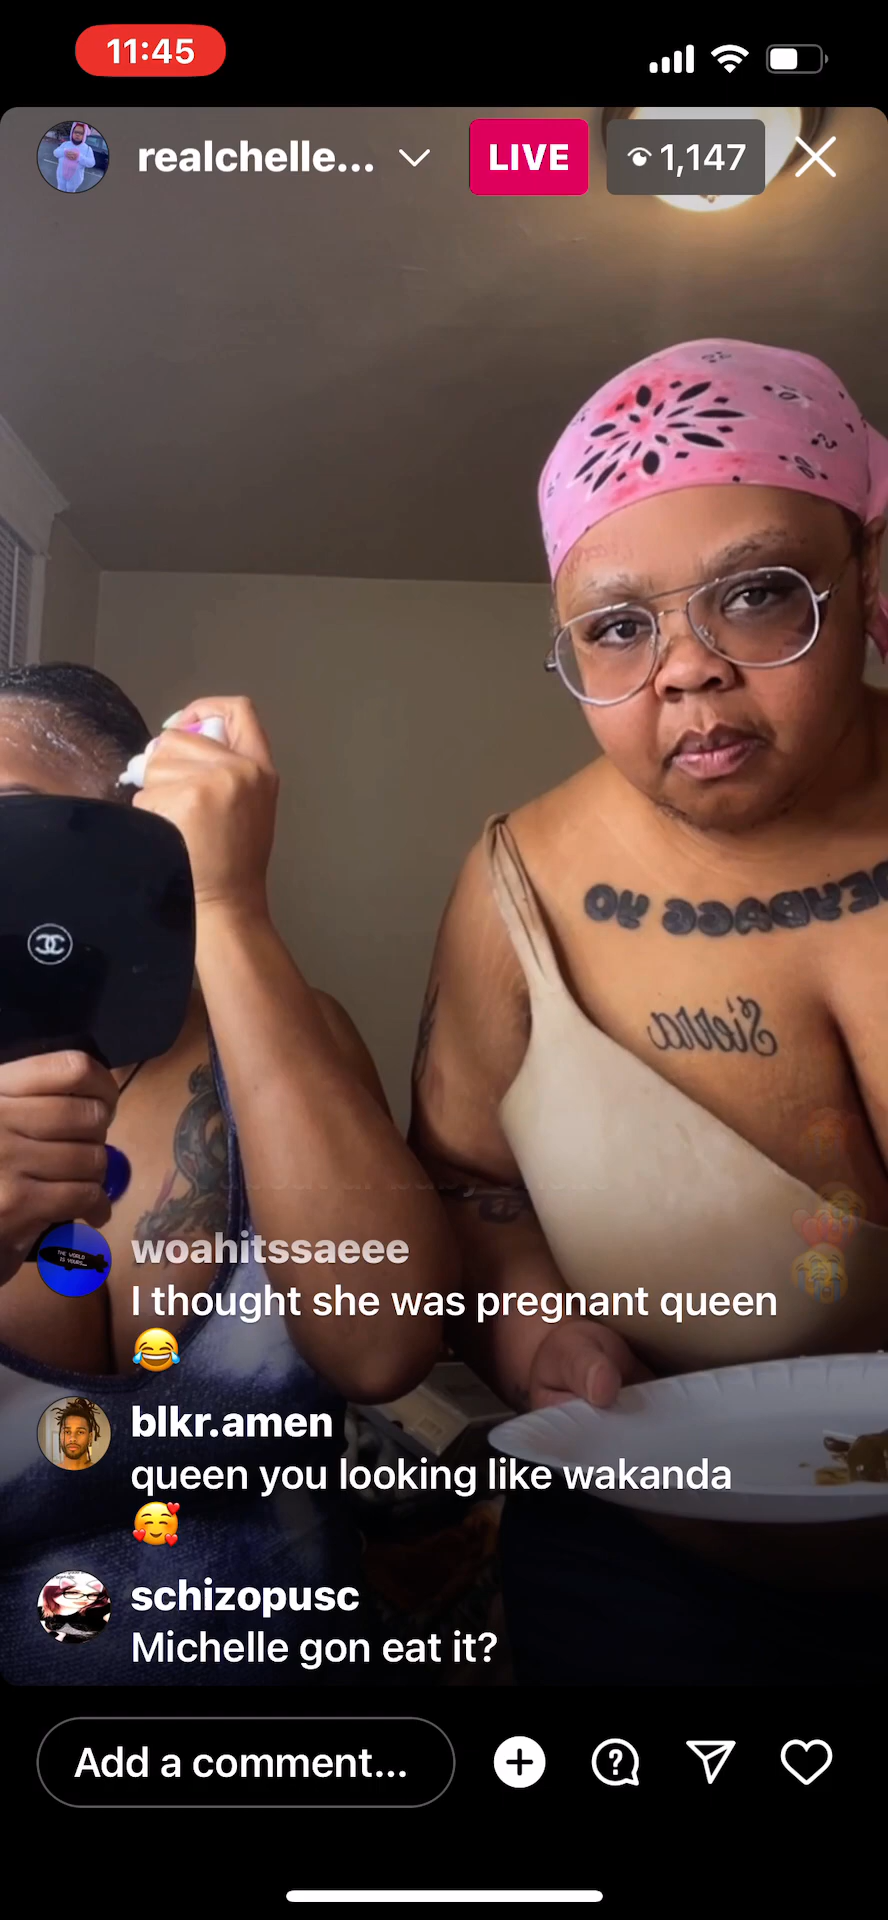 11:45
realchelle...
LIVE
1,147
Sierra
woahitssaeee
I thought she was pregnant queen
😂
blkr.amen
queen you looking like wakanda
🥰
schizopusc
Michelle gon eat it?
Add a comment...